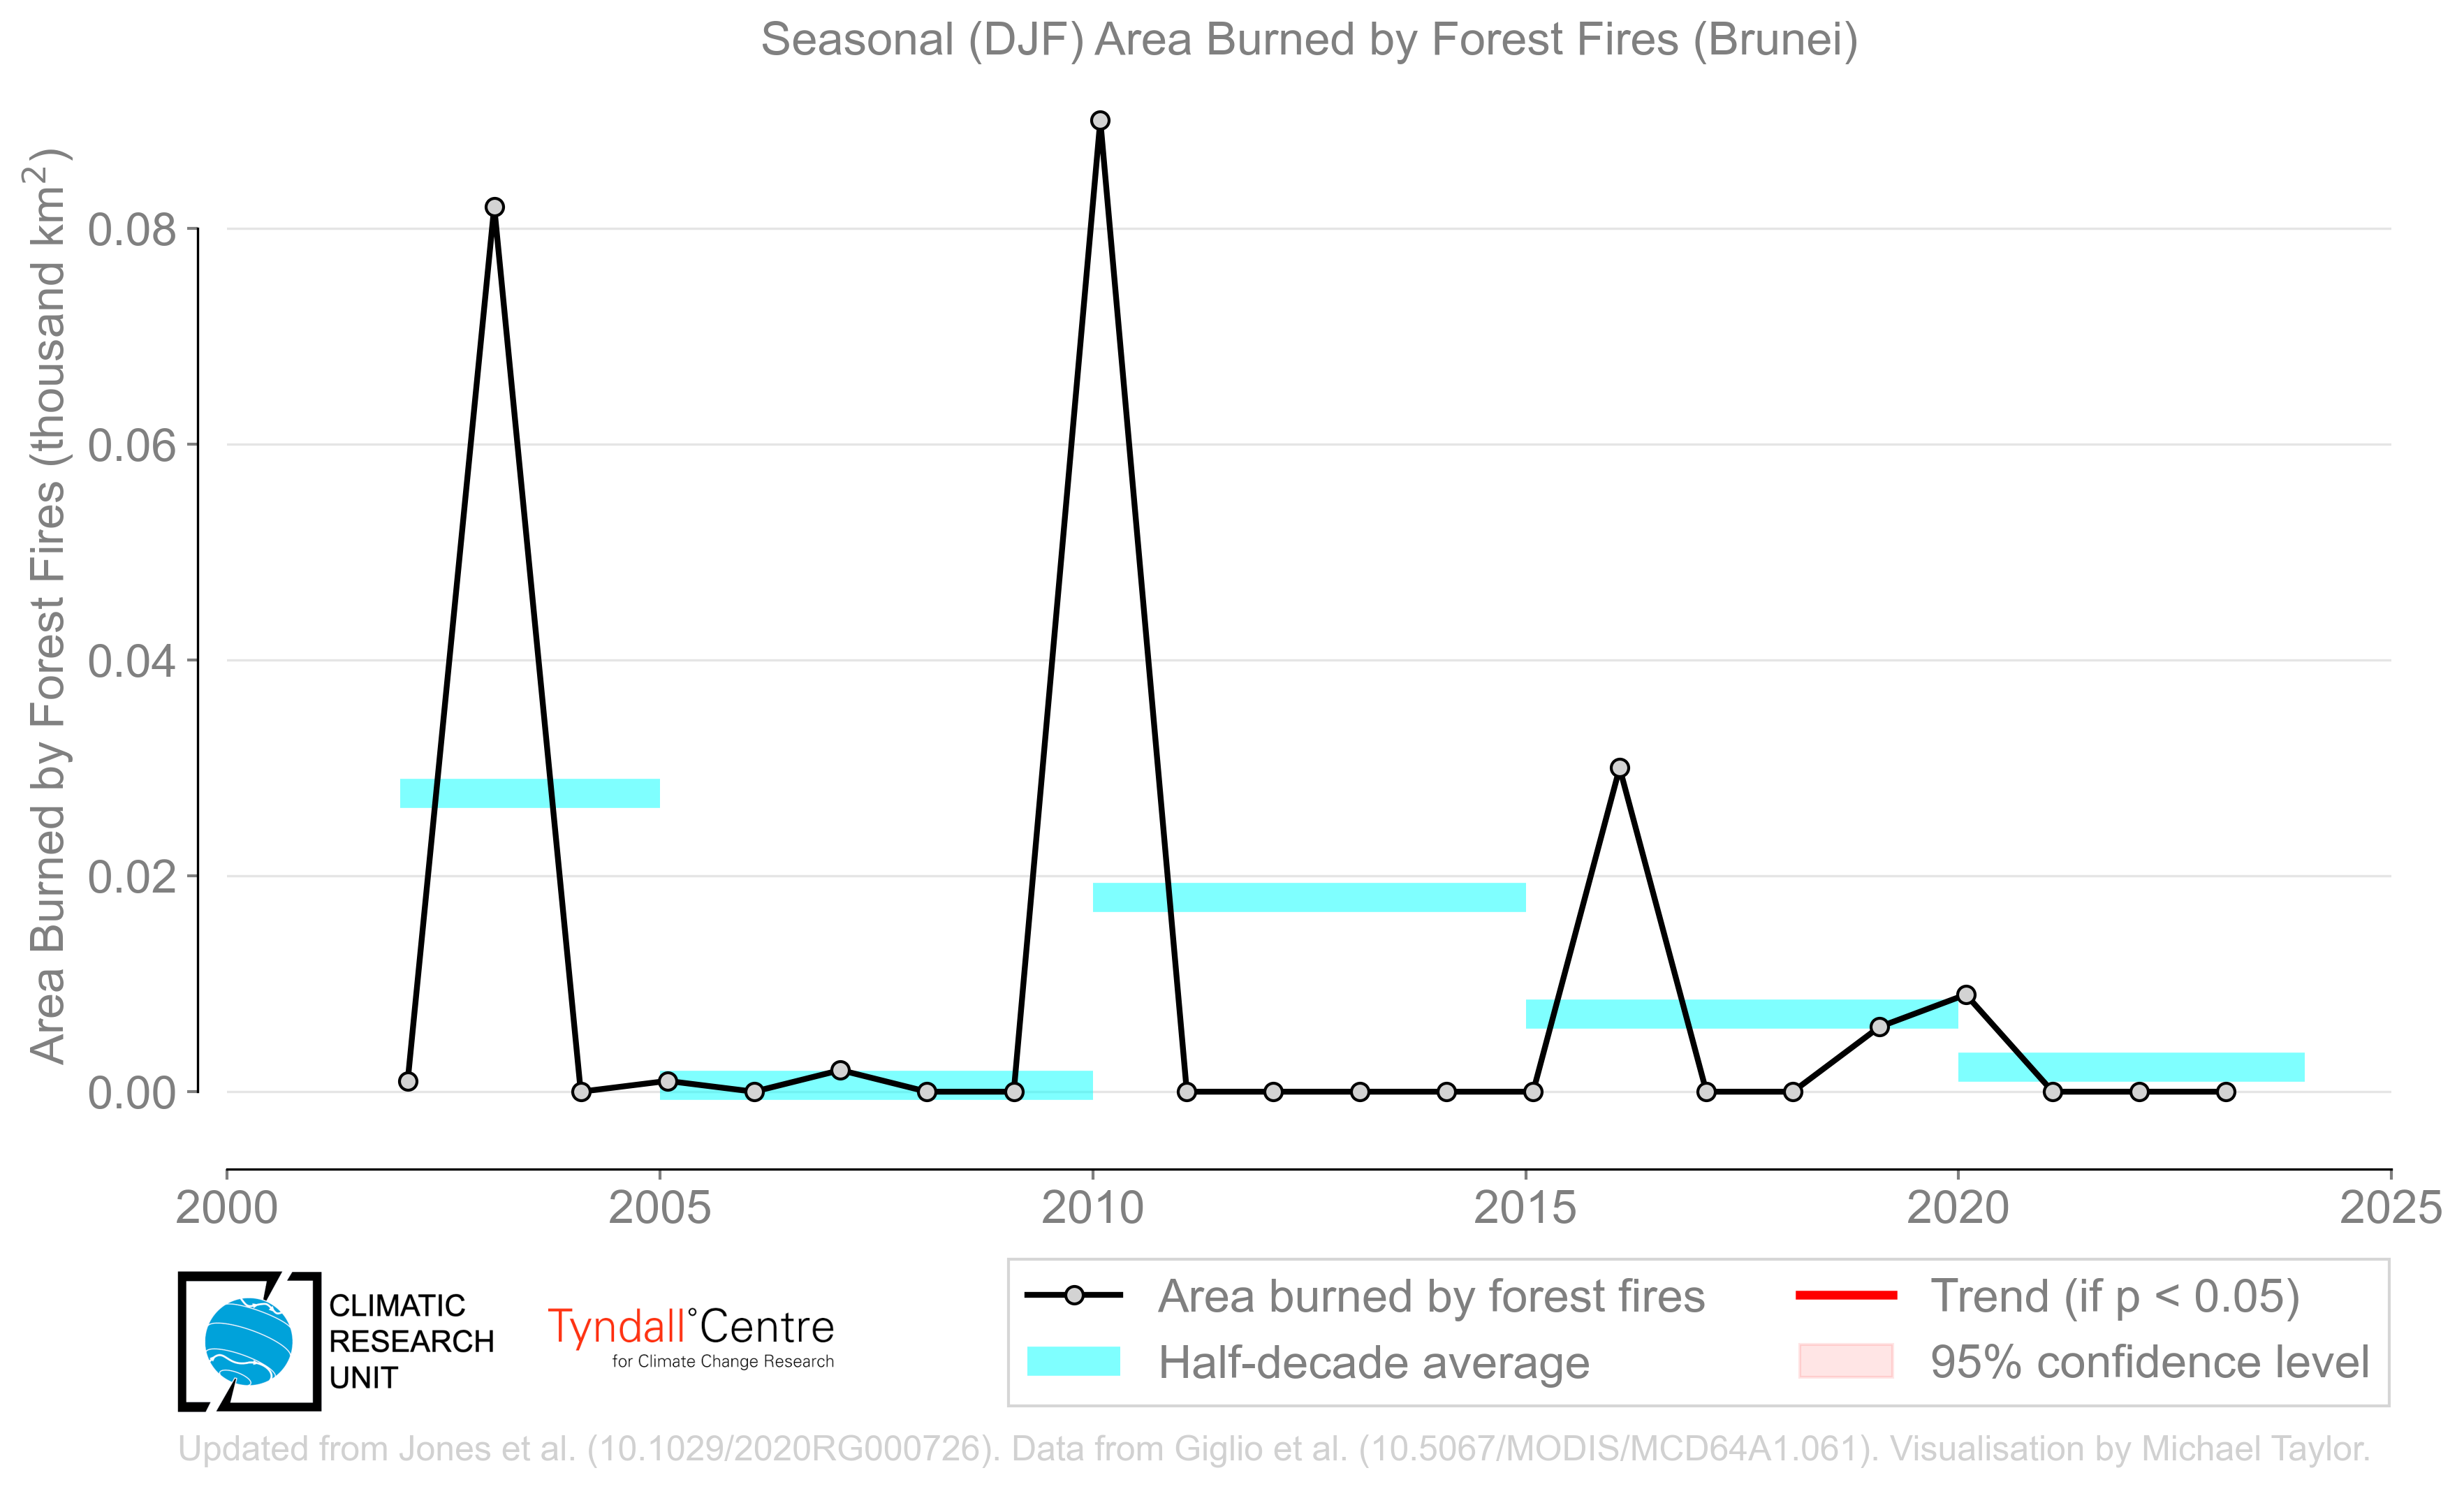 Seasonal (DJF) Area Burned by Forest Fires (Brunei)
Area Burned by Forest Fires (thousand km²)
0.08
0.06
0.04
0.02
0.00
2000 2005 2010 2015 2020 2025
CLIMATIC
RESEARCH
UNIT
Tyndall°Centre
for Climate Change Research
Area burned by forest fires
Half-decade average
Trend (if p < 0.05)
95% confidence level
Updated from Jones et al. (10.1029/2020RG000726). Data from Giglio et al. (10.5067/MODIS/MCD64A1.061). Visualisation by Michael Taylor.